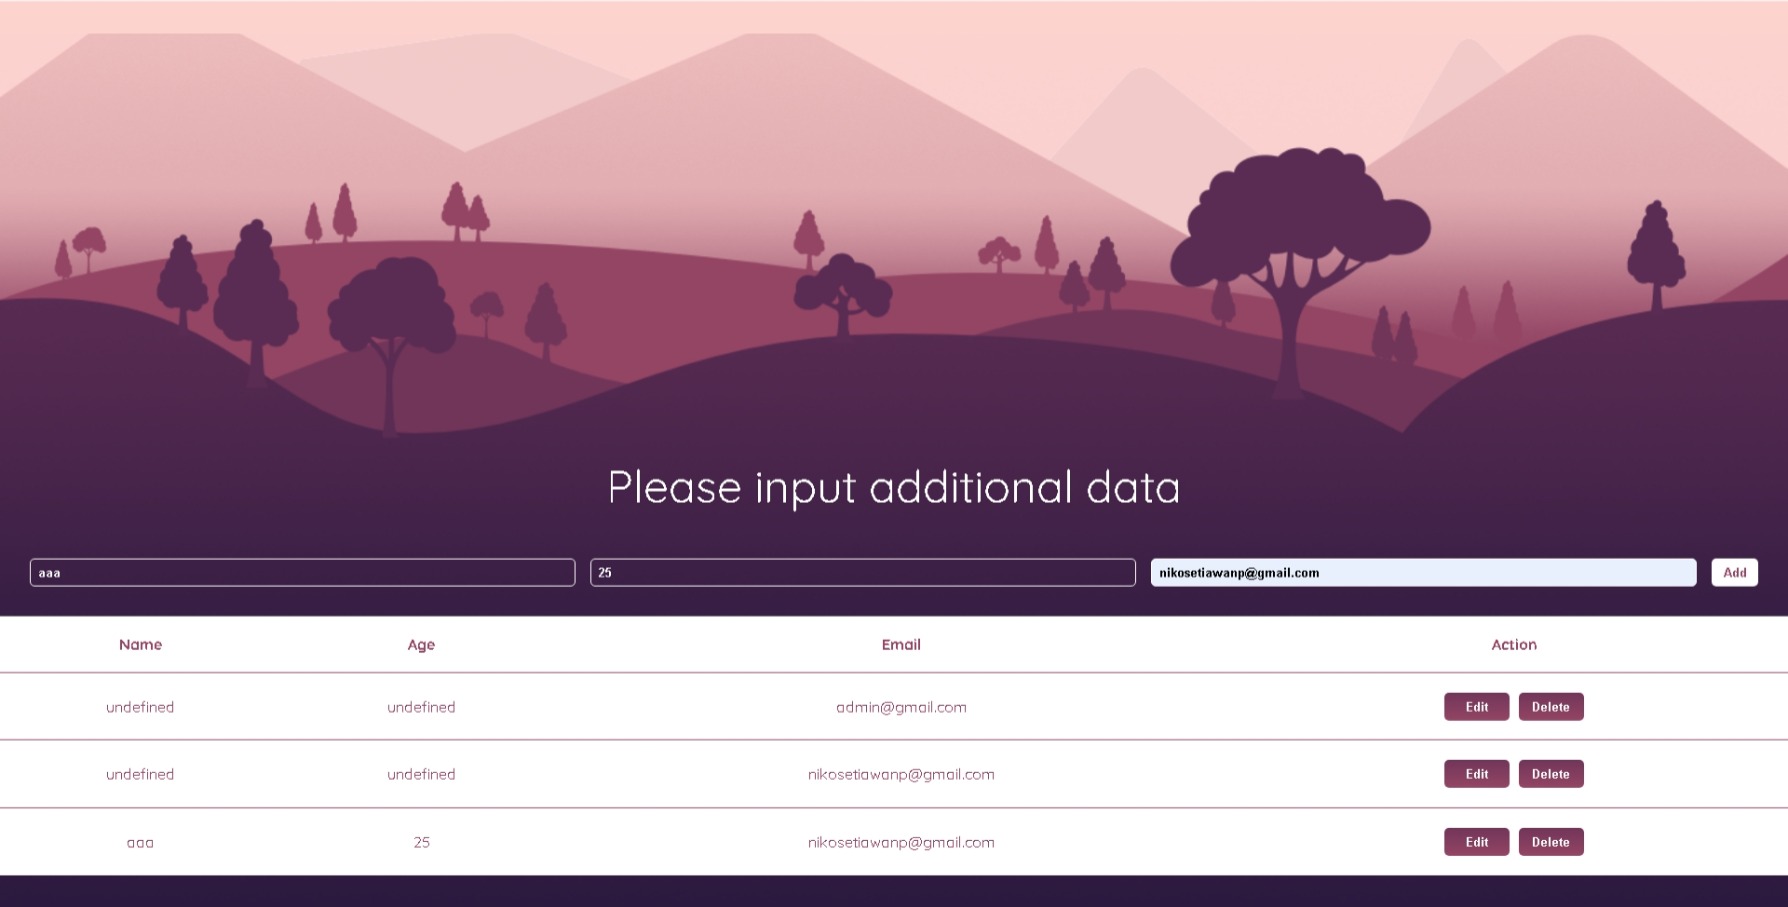 Please input additional data
aaa 25 nikosetiawanp@gmail.com Add
Name Age Email Action
undefined undefined admin@gmail.com Edit Delete
undefined undefined nikosetiawanp@gmail.com Edit Delete
aaa 25 nikosetiawanp@gmail.com Edit Delete